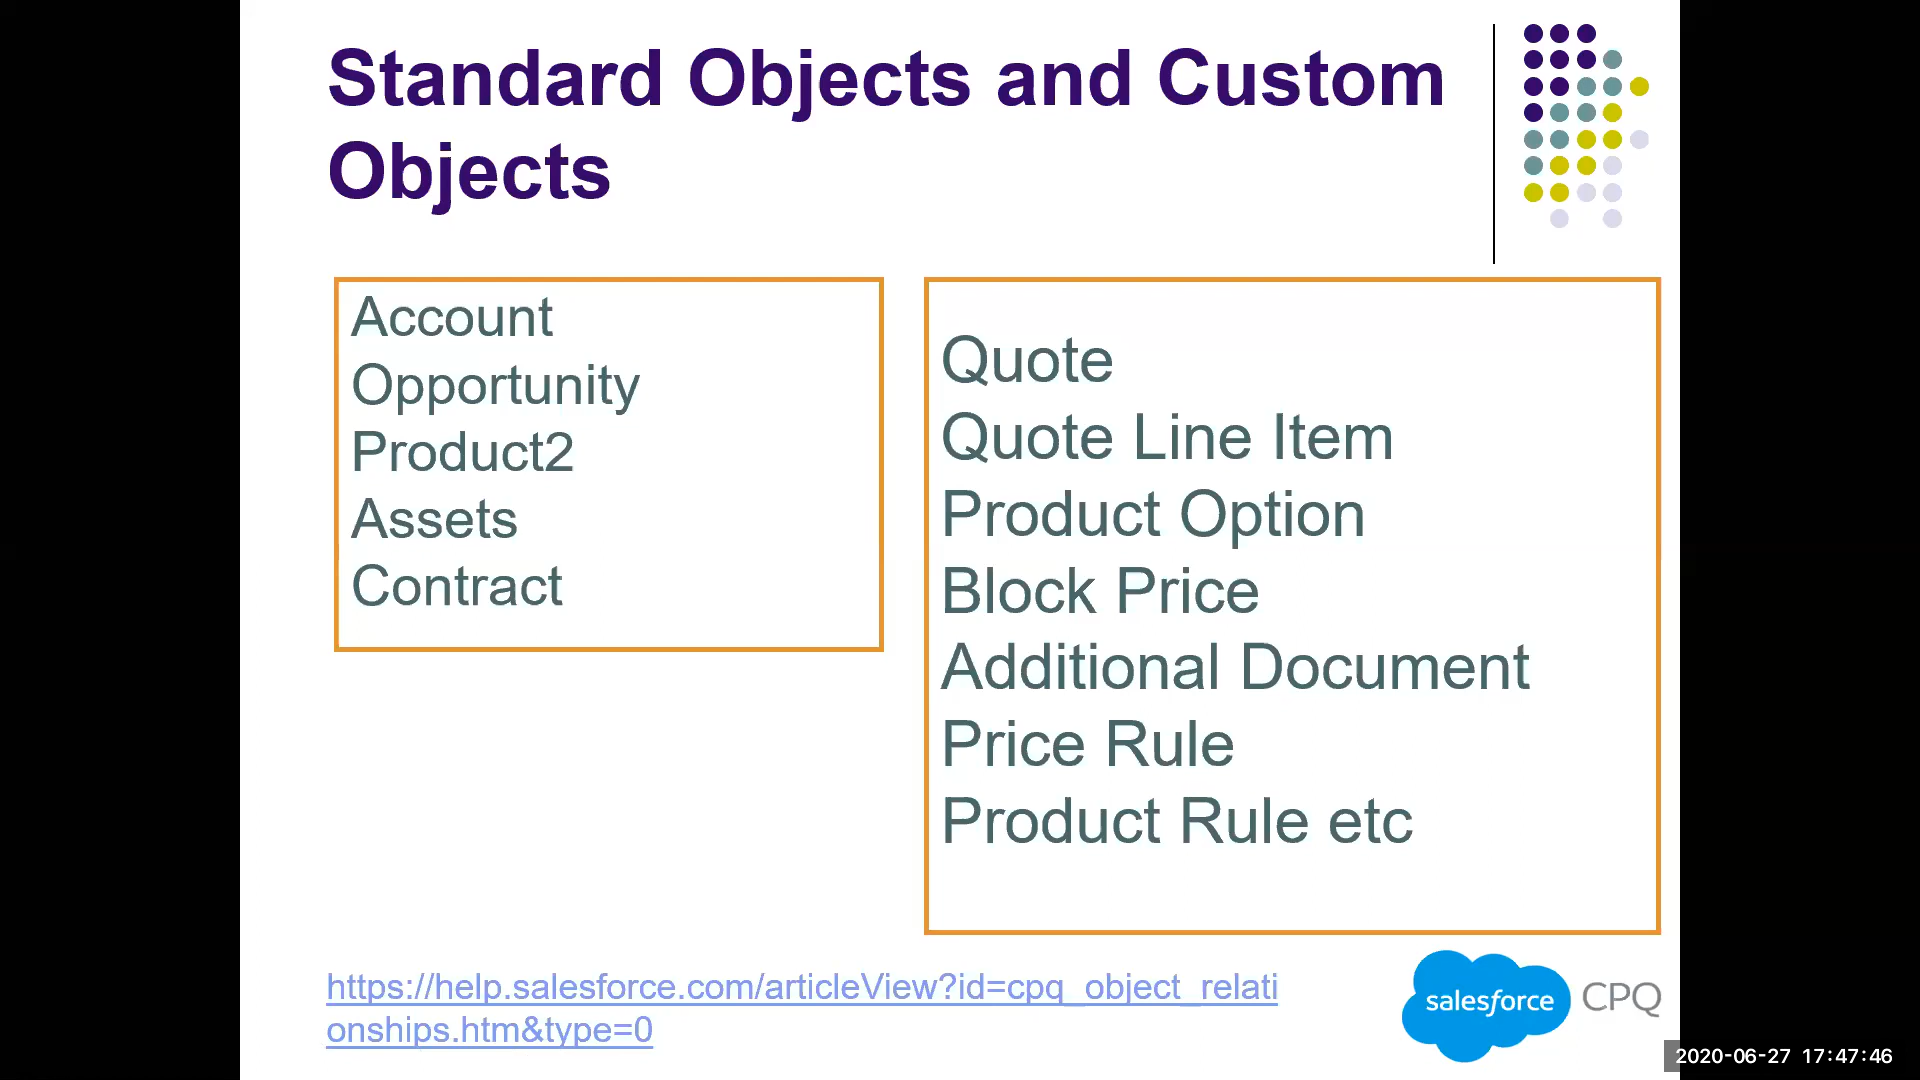 Standard Objects and Custom
Objects
Account
Opportunity
Product2
Assets
Contract
Quote
Quote Line Item
Product Option
Block Price
Additional Document
Price Rule
Product Rule etc
https://help.salesforce.com/articleView?id=cpq_object_relati
onships.htm&type=0
salesforce CPQ
2020-06-27 17:47:46